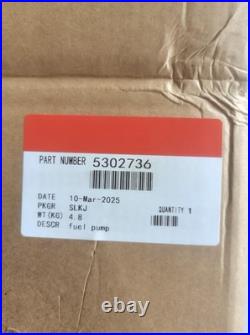 PART NUMBER 5302736
DATE 10-Mar-2025
PKGR SLKJ
QUANTITY 1
WT(KG) 4.8
DESCR fuel pump